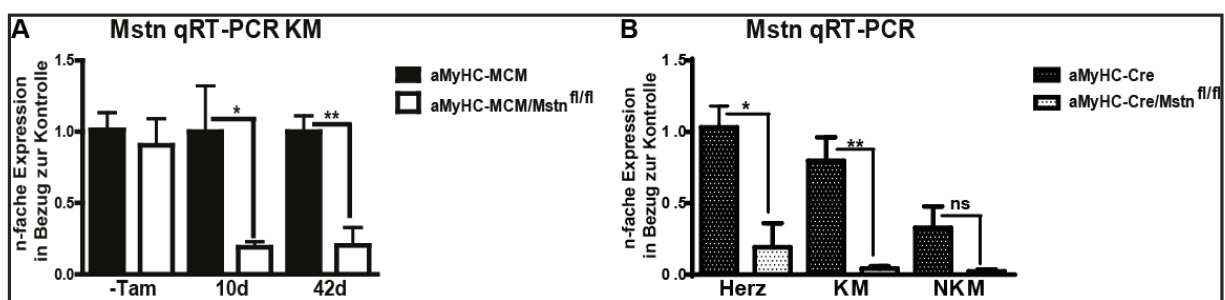 A Mstn qRT-PCR KM
n-fache Expression
in Bezug zur Kontrolle
1.5
1.0
0.5
0.0
* **
-Tam 10d 42d
aMyHC-MCM
aMyHC-MCM/Mstn fl/fl
B Mstn qRT-PCR
n-fache Expression
in Bezug zur Kontrolle
1.5
1.0
0.5
0.0
* ** ns
Herz KM NKM
aMyHC-Cre
aMyHC-Cre/Mstn fl/fl